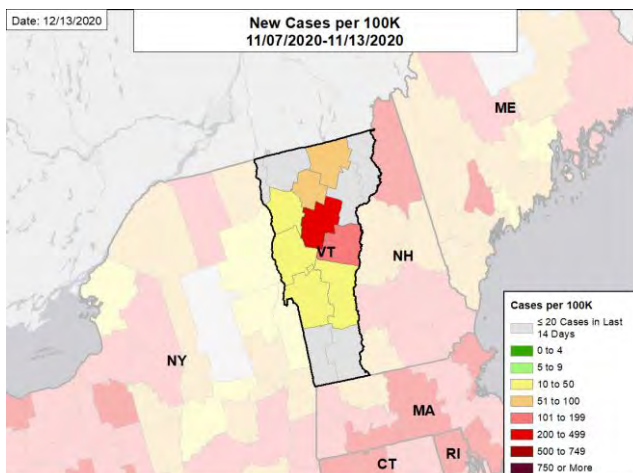 Date: 12/13/2020
New Cases per 100K
11/07/2020-11/13/2020
ME
VT
NH
NY
MA
CT
RI
Cases per 100K
≤ 20 Cases in Last
14 Days
0 to 4
5 to 9
10 to 50
51 to 100
101 to 199
200 to 499
500 to 749
750 or More